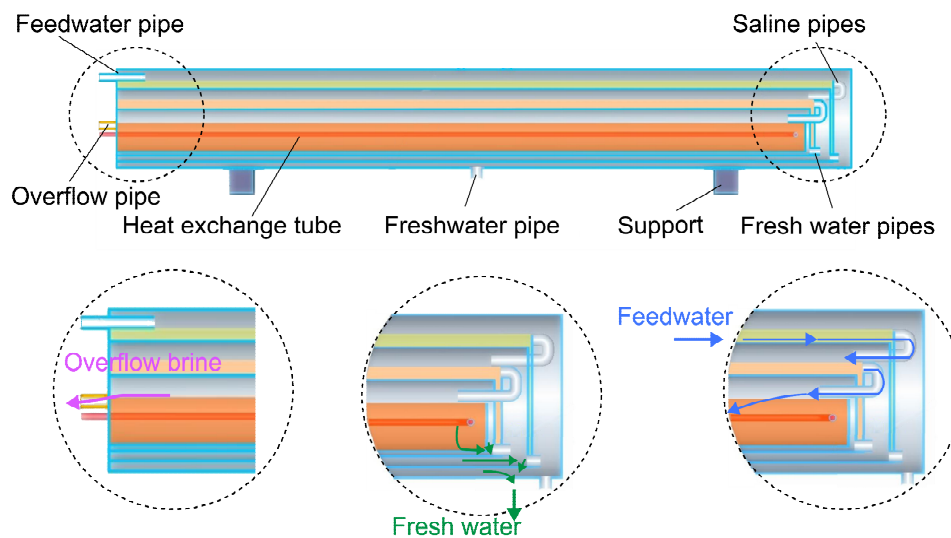 Feedwater pipe
Saline pipes
Overflow pipe
Heat exchange tube
Freshwater pipe
Support
Fresh water pipes
Overflow brine
Feedwater
Fresh water